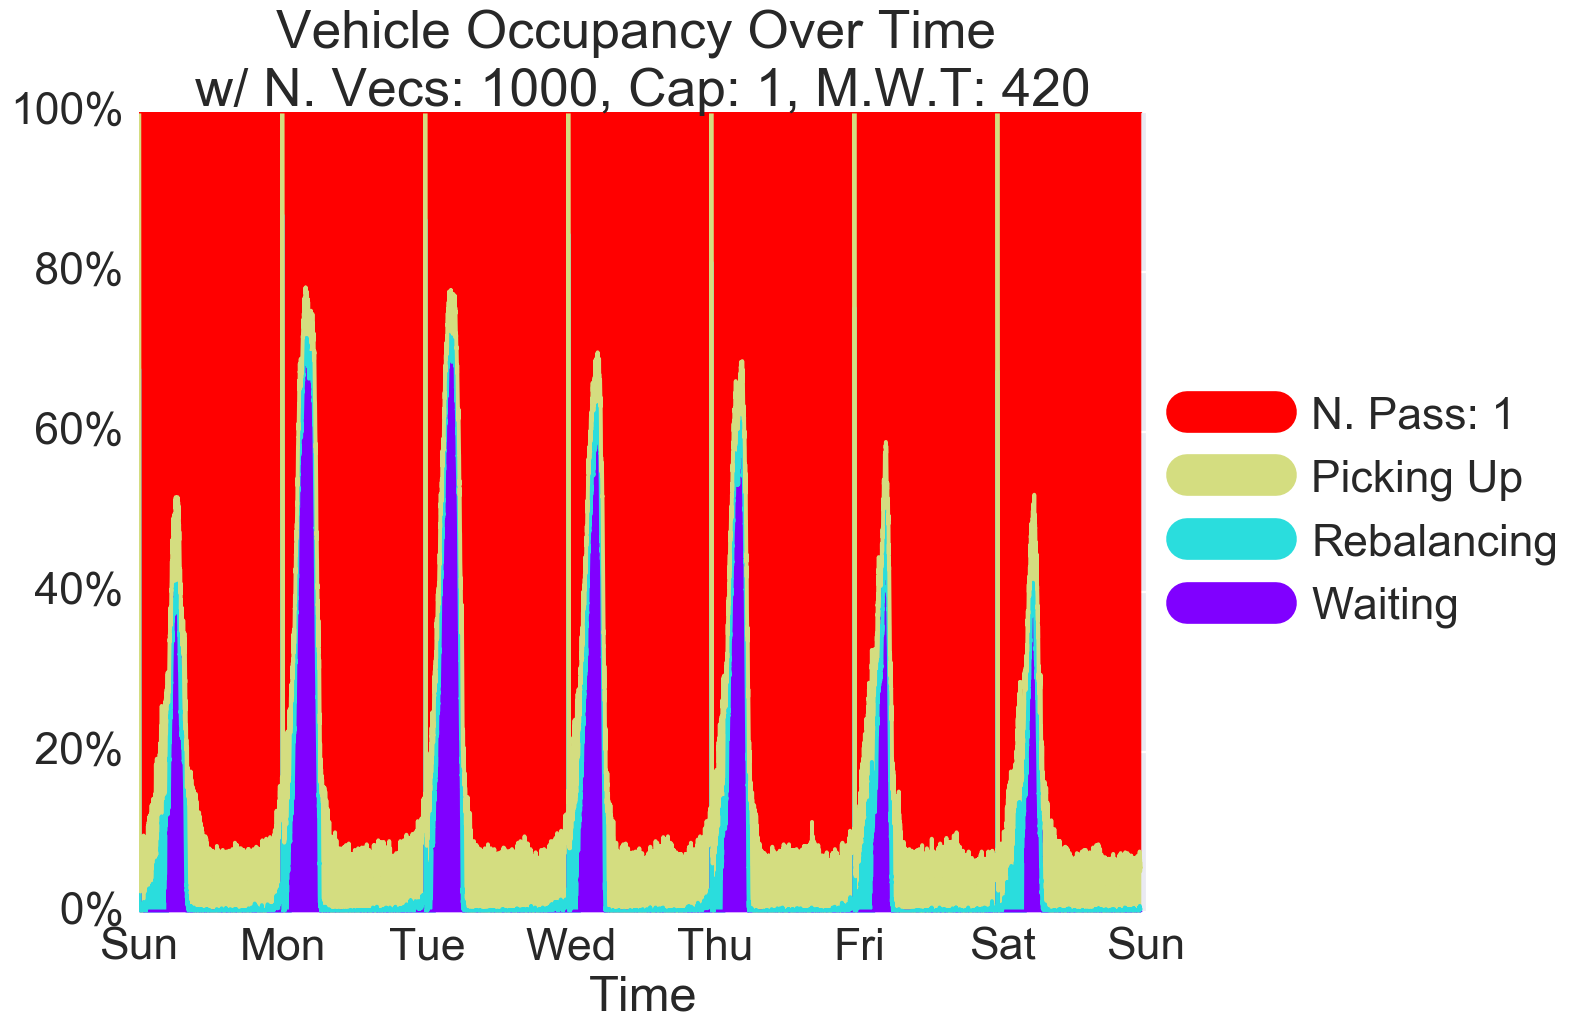 Vehicle Occupancy Over Time
w/ N. Vecs: 1000, Cap: 1, M.W.T: 420
100%
80%
60%
40%
20%
0%
Sun Mon Tue Wed Thu Fri Sat Sun
Time
N. Pass: 1
Picking Up
Rebalancing
Waiting